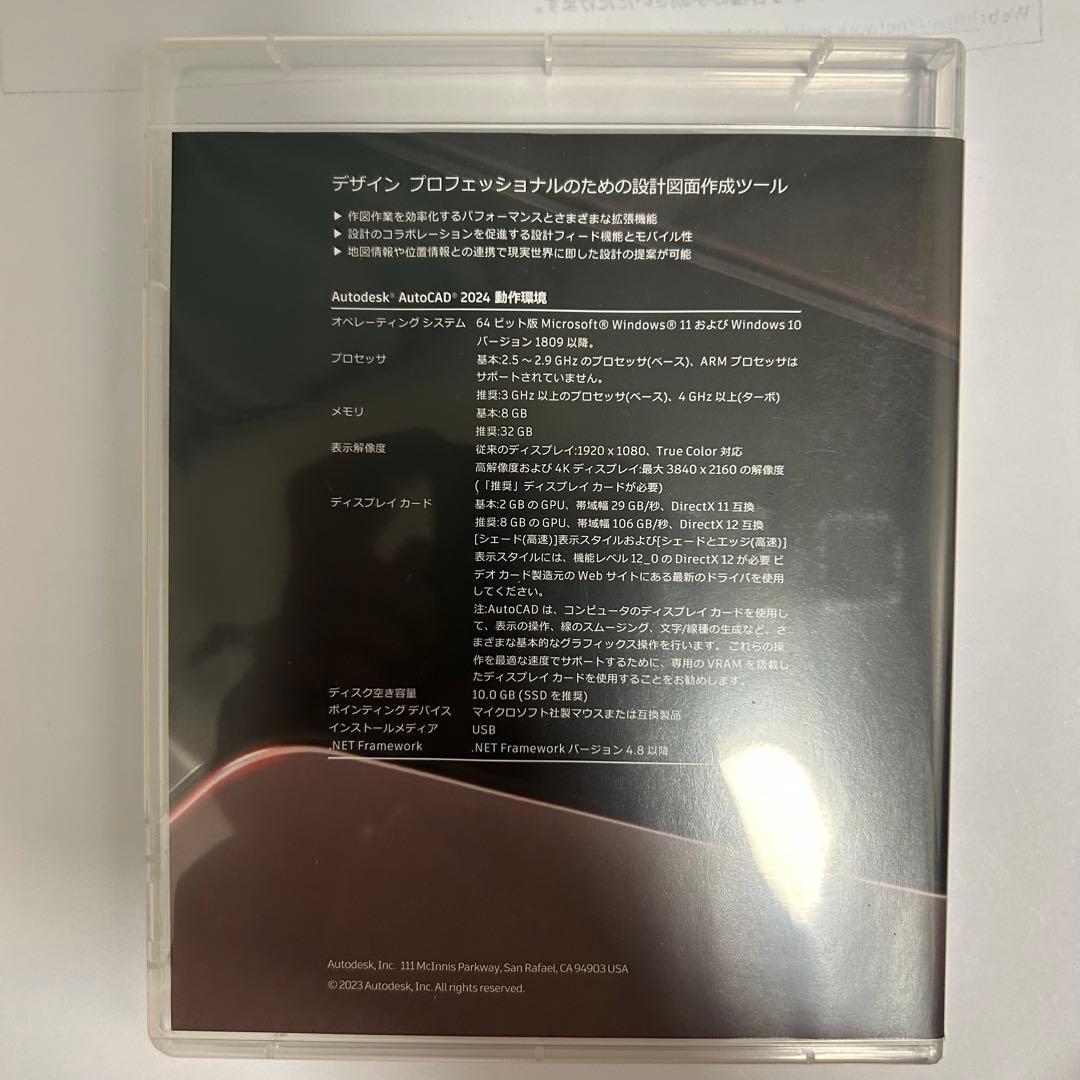 デザイン プロフェッショナルのための設計図面作成ツール
▶ 作図作業を効率化するパフォーマンスとさまざまな拡張機能
▶ 設計のコラボレーションを促進する設計フィード機能とモバイル性
▶ 地図情報や位置情報との連携で現実世界に即した設計の提案が可能
Autodesk® AutoCAD® 2024 動作環境
オペレーティングシステム 64 ビット版 Microsoft® Windows® 11 および Windows 10
バージョン 1809 以降。
プロセッサ 基本:2.5 ~ 2.9 GHz のプロセッサ(ベース)、ARM プロセッサは
サポートされていません。
推奨:3 GHz 以上のプロセッサ(ベース)、4 GHz 以上(ターボ)
メモリ 基本:8 GB
推奨:32 GB
表示解像度 従来のディスプレイ:1920 x 1080、True Color 対応
高解像度および 4K ディスプレイ:最大 3840 x 2160 の解像度
(「推奨」ディスプレイ カードが必要)
ディスプレイ カード 基本:2 GB の GPU、帯域幅 29 GB/秒、DirectX 11 互換
推奨:8 GB の GPU、帯域幅 106 GB/秒、DirectX 12 互換
[シェード(高速)]表示スタイルおよび[シェードとエッジ(高速)]
表示スタイルには、機能レベル 12_0 の DirectX 12 が必要 ビ
デオ カード製造元の Web サイトにある最新のドライバを使用
してください。
注:AutoCAD は、コンピュータのディスプレイ カードを使用し
て、表示の操作、線のスムージング、文字/線種の生成など、さ
まざまな基本的なグラフィックス操作を行います。 これらの操
作を最適な速度でサポートするために、専用の VRAM を搭載し
たディスプレイ カードを使用することをお勧めします。
ディスク空き容量 10.0 GB (SSD を推奨)
ポインティング デバイス マイクロソフト社製マウスまたは互換製品
インストールメディア USB
.NET Framework .NET Framework バージョン 4.8 以降
Autodesk, Inc. 111 McInnis Parkway, San Rafael, CA 94903 USA
© 2023 Autodesk, Inc. All rights reserved.